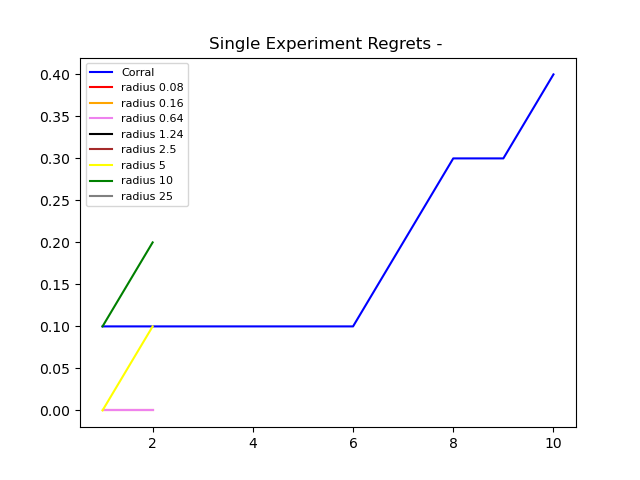 Single Experiment Regrets -
0.40
0.35
0.30
0.25
0.20
0.15
0.10
0.05
0.00
Corral
radius 0.08
radius 0.16
radius 0.64
radius 1.24
radius 2.5
radius 5
radius 10
radius 25
2 4 6 8 10